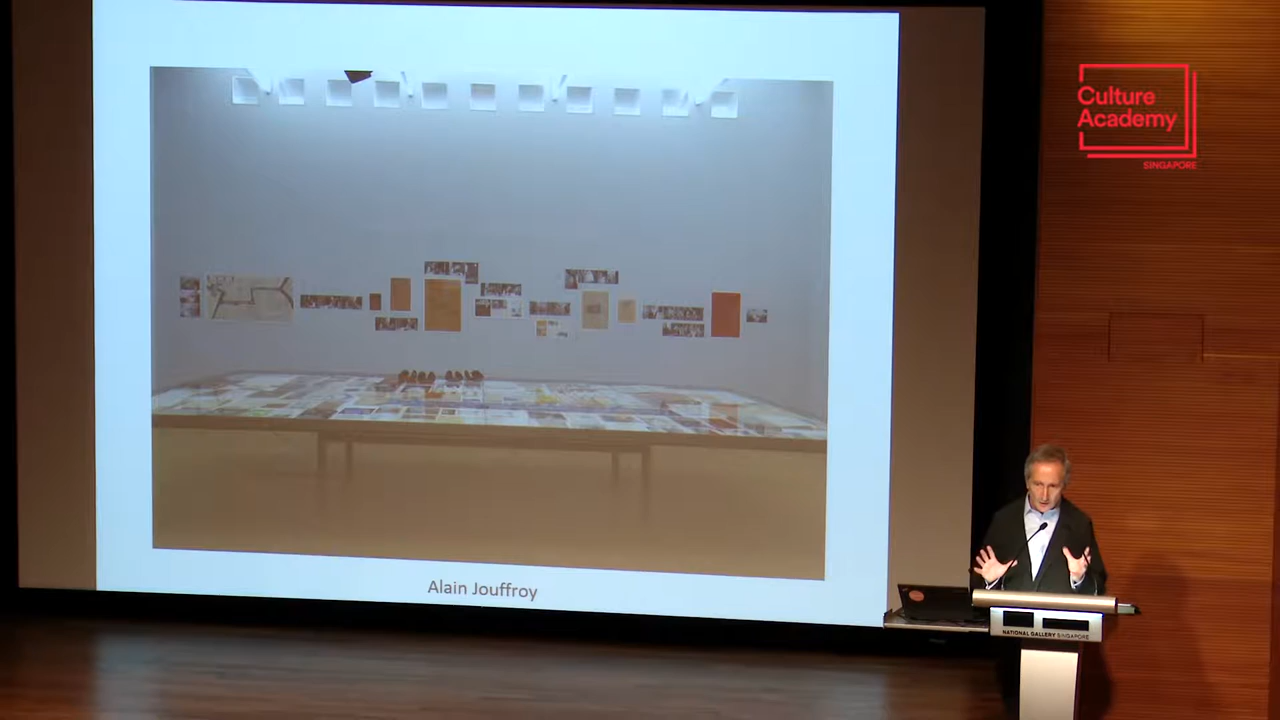 Culture
Academy
SINGAPORE
Alain Jouffroy
NATIONAL GALLERY SINGAPORE